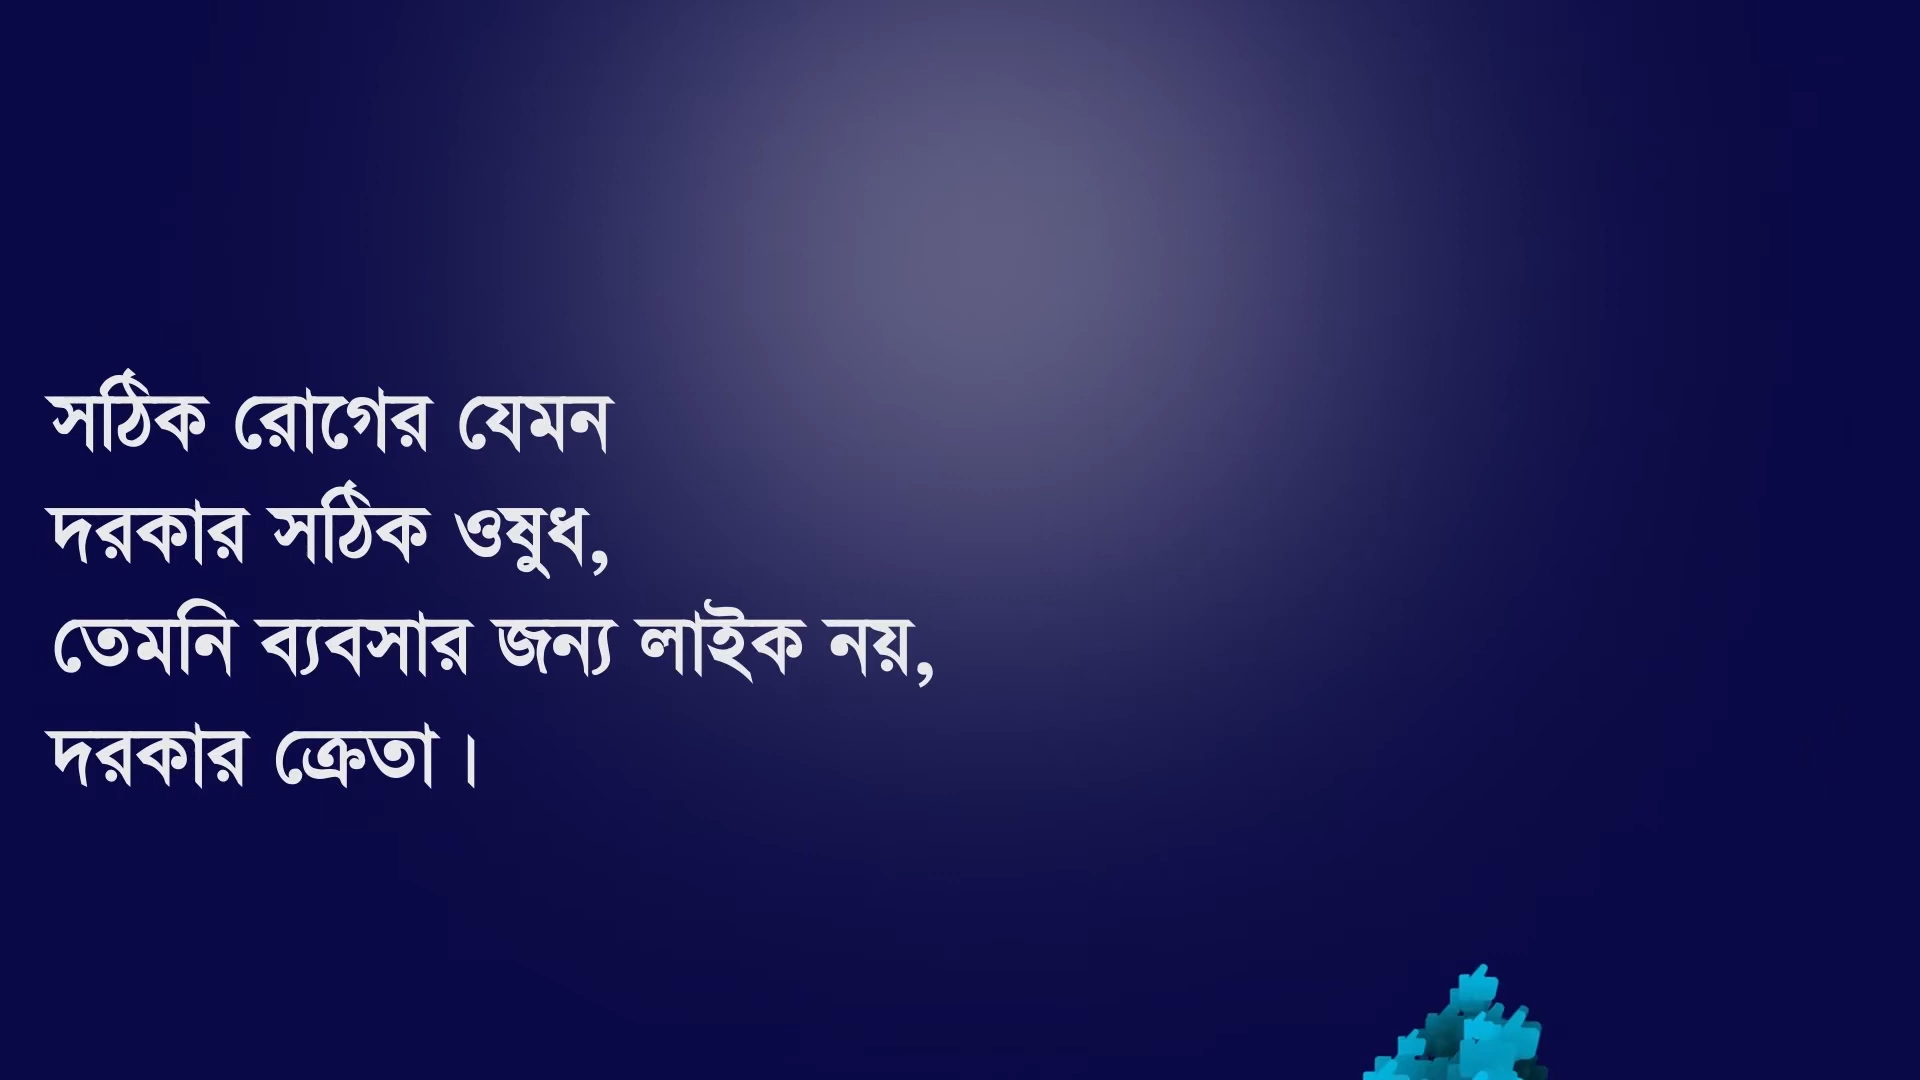 সঠিক রোগের যেমন
দরকার সঠিক ওষুধ,
তেমনি ব্যবসার জন্য লাইক নয়,
দরকার ক্রেতা।